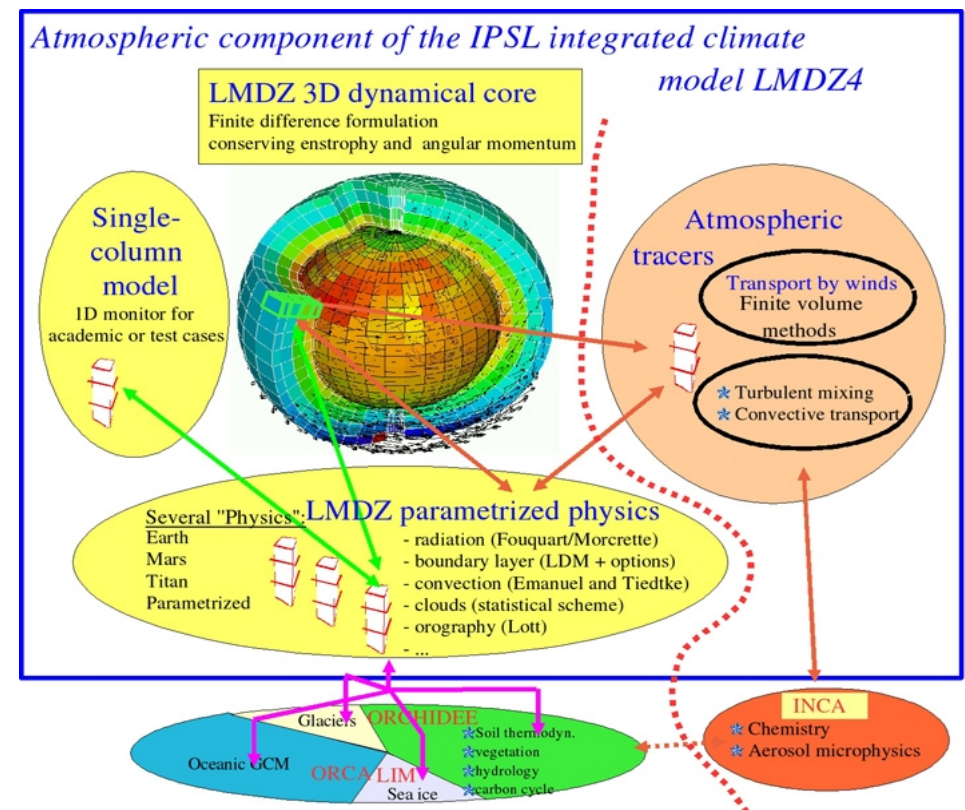 Atmospheric component of the IPSL integrated climate
model LMDZ4
LMDZ 3D dynamical core
Finite difference formulation
conserving enstrophy and angular momentum
Single-
column
model
1D monitor for
academic or test cases
Atmospheric
tracers
Transport by winds
Finite volume
methods
Turbulent mixing
Convective transport
LMDZ parametrized physics
Several "Physics":
Earth
Mars
Titan
Parametrized
- radiation (Fouquart/Morcrette)
- boundary layer (LDM + options)
- convection (Emanuel and Tiedtke)
- clouds (statistical scheme)
- orography (Lott)
- ...
Glaciers
ORCHIDEE
Soil thermodyn.
vegetation
hydrology
carbon cycle
Oceanic GCM
ORCA
LIM
Sea ice
INCA
Chemistry
Aerosol microphysics